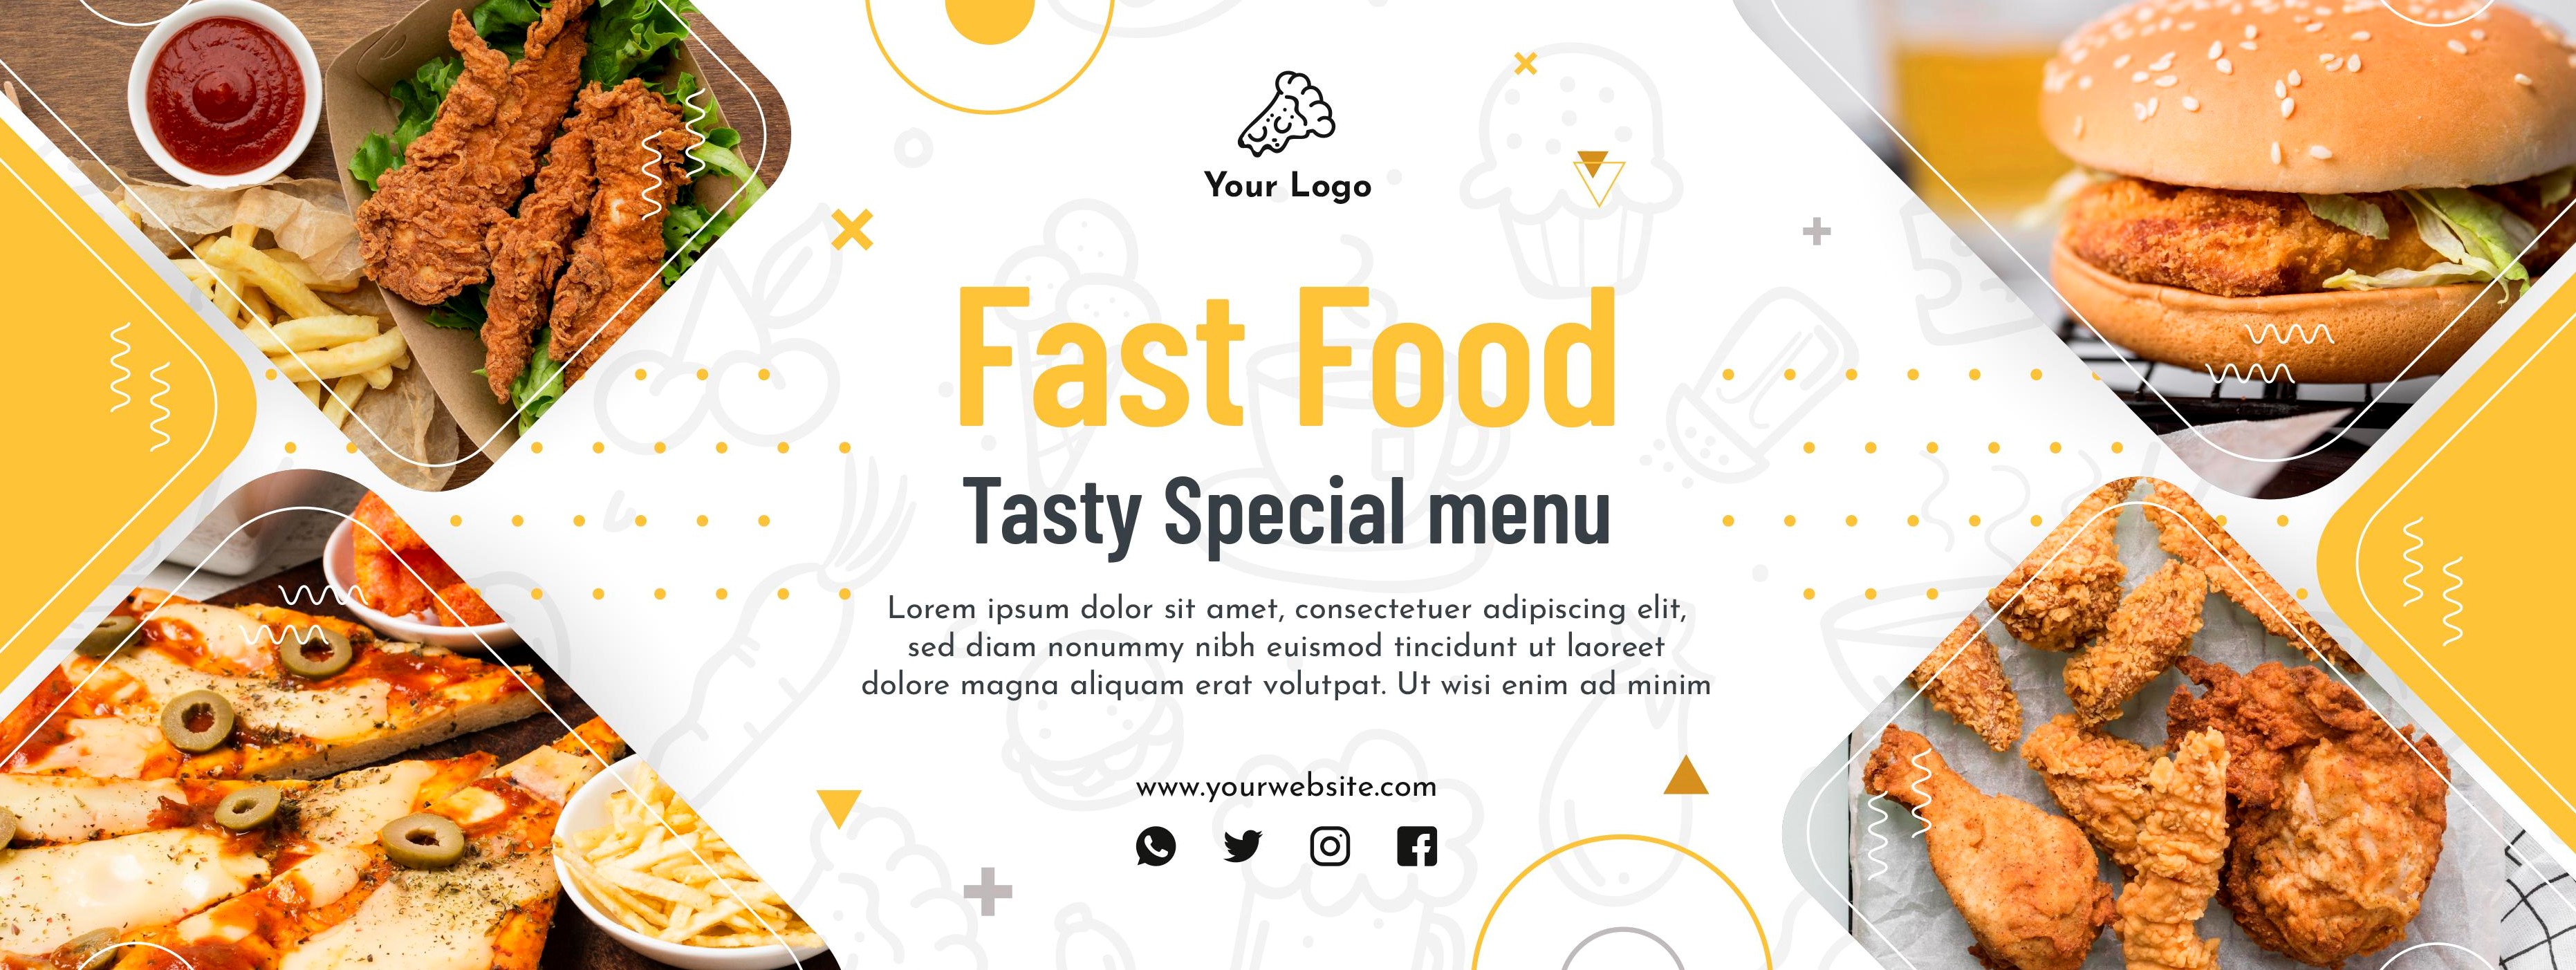 Your Logo
Fast Food
Tasty Special menu
Lorem ipsum dolor sit amet, consectetuer adipiscing elit,
sed diam nonummy nibh euismod tincidunt ut laoreet
dolore magna aliquam erat volutpat. Ut wisi enim ad minim
www.yourwebsite.com